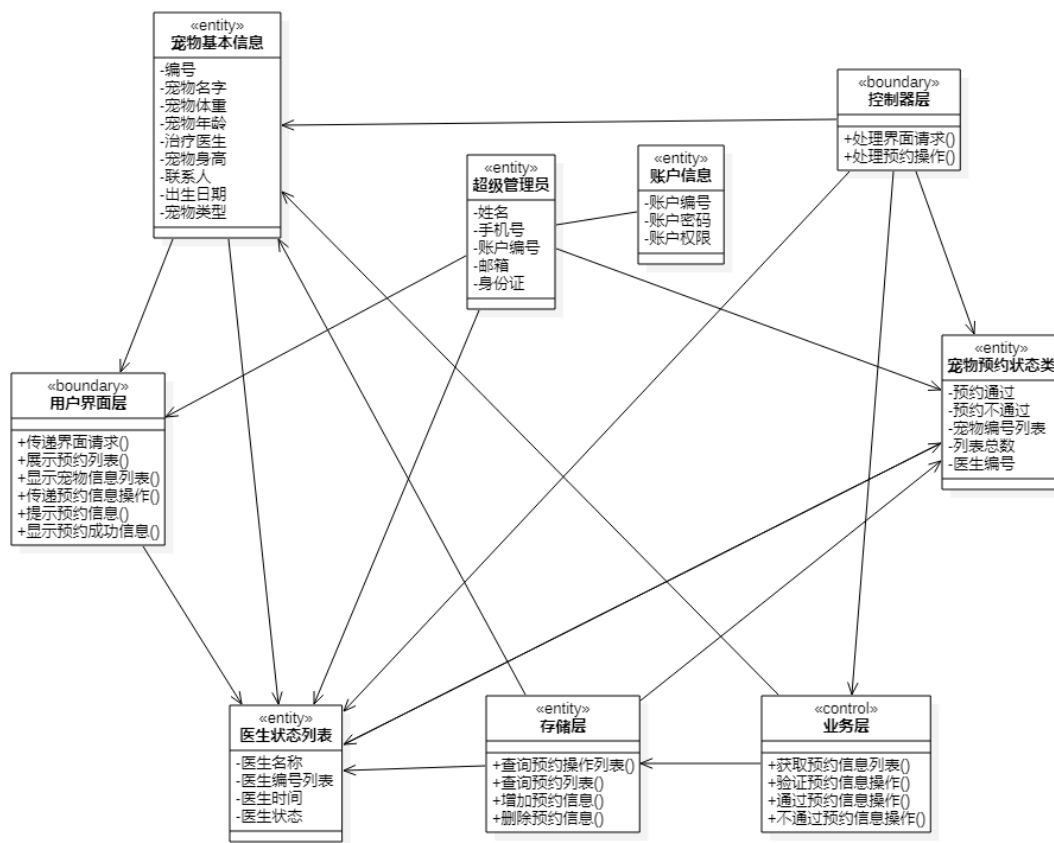 «entity»
宠物基本信息
-编号
-宠物名字
-宠物体重
-宠物年龄
-治疗医生
-宠物身高
-联系人
-出生日期
-宠物类型
«boundary»
控制器层
+处理界面请求()
+处理预约操作()
«entity»
超级管理员
-姓名
-手机号
-账户编号
-邮箱
-身份证
«entity»
账户信息
-账户编号
-账户密码
-账户权限
«entity»
宠物预约状态类
-预约通过
-预约不通过
-宠物编号列表
-列表总数
-医生编号
«boundary»
用户界面层
+传递界面请求()
+展示预约列表()
+显示宠物信息列表()
+传递预约信息操作()
+提示预约信息()
+显示预约成功信息()
«entity»
医生状态列表
-医生名称
-医生编号列表
-医生时间
-医生状态
«entity»
存储层
+查询预约操作列表()
+查询预约列表()
+增加预约信息()
+删除预约信息()
«control»
业务层
+获取预约信息列表()
+验证预约信息操作()
+通过预约信息操作()
+不通过预约信息操作()